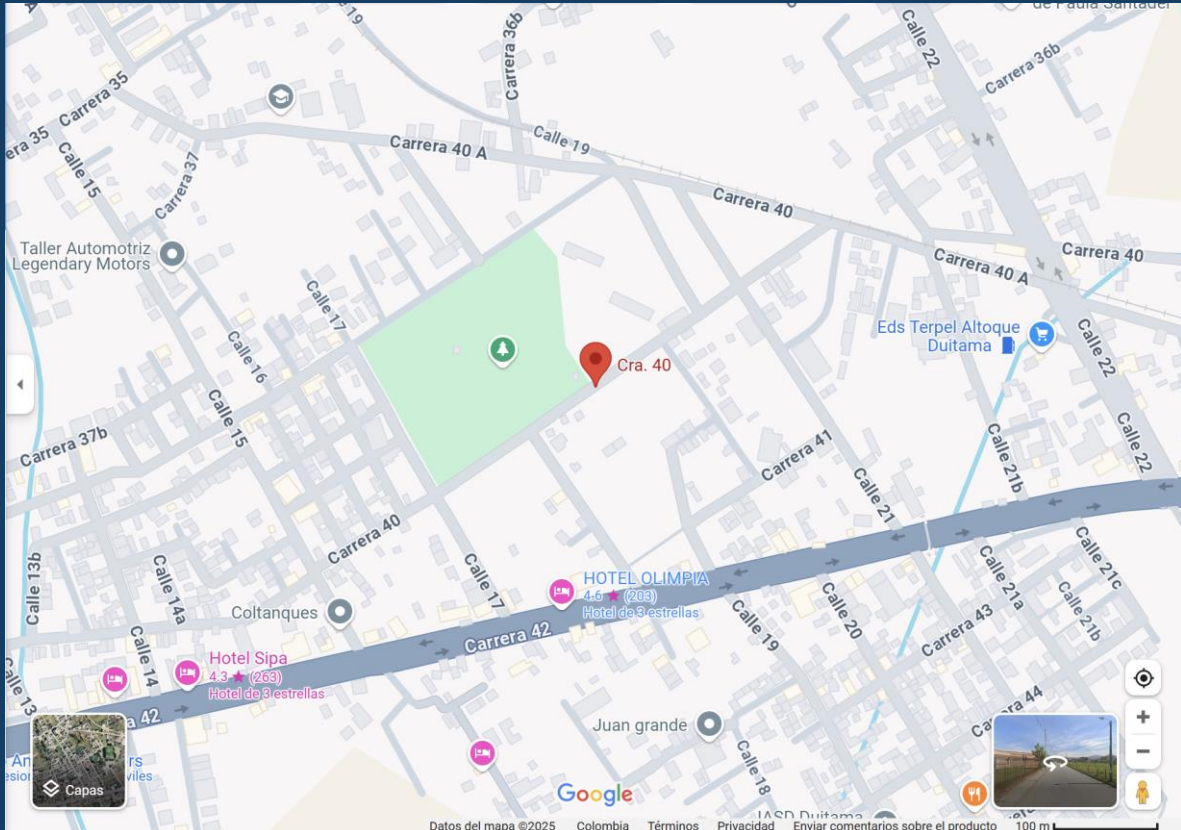 de Paula Santader
Calle 19
Carrera 36b
Calle 22
Carrera 36b
Carrera 35
Calle 15
Carrera 37
Carrera 40 A
Calle 19
Carrera 40
Carrera 40 A
Carrera 40
Taller Automotriz
Legendary Motors
Calle 17
Calle 16
Eds Terpel Altoque
Duitama
Calle 22
Cra. 40
Calle 15
Carrera 37b
Carrera 41
Calle 21
Calle 21b
Calle 22
Carrera 40
Calle 13b
Calle 14a
Calle 17
Coltanques
HOTEL OLIMPIA
4.6 ★ (203)
Hotel de 3 estrellas
Carrera 42
Calle 19
Calle 20
Calle 21a
Calle 21c
Calle 21b
Carrera 43
Carrera 44
Calle 14
Calle 13
Hotel Sipa
4.3 ★ (263)
Hotel de 3 estrellas
Juan grande
Calle 18
Capas
Google
IASD Duitama
Datos del mapa ©2025 Colombia Términos Privacidad Enviar comentarios sobre el producto 100 m